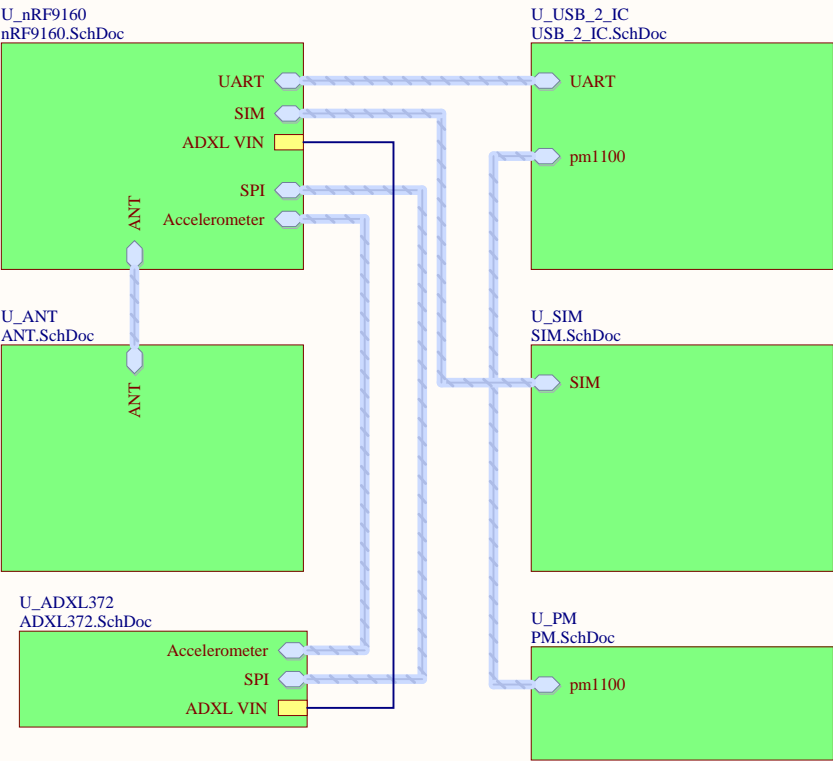 U_nRF9160
nRF9160.SchDoc
UART
SIM
ADXL VIN
SPI
Accelerometer
ANT
U_USB_2_IC
USB_2_IC.SchDoc
UART
pm1100
U_ANT
ANT.SchDoc
ANT
U_SIM
SIM.SchDoc
SIM
U_ADXL372
ADXL372.SchDoc
Accelerometer
SPI
ADXL VIN
U_PM
PM.SchDoc
pm1100